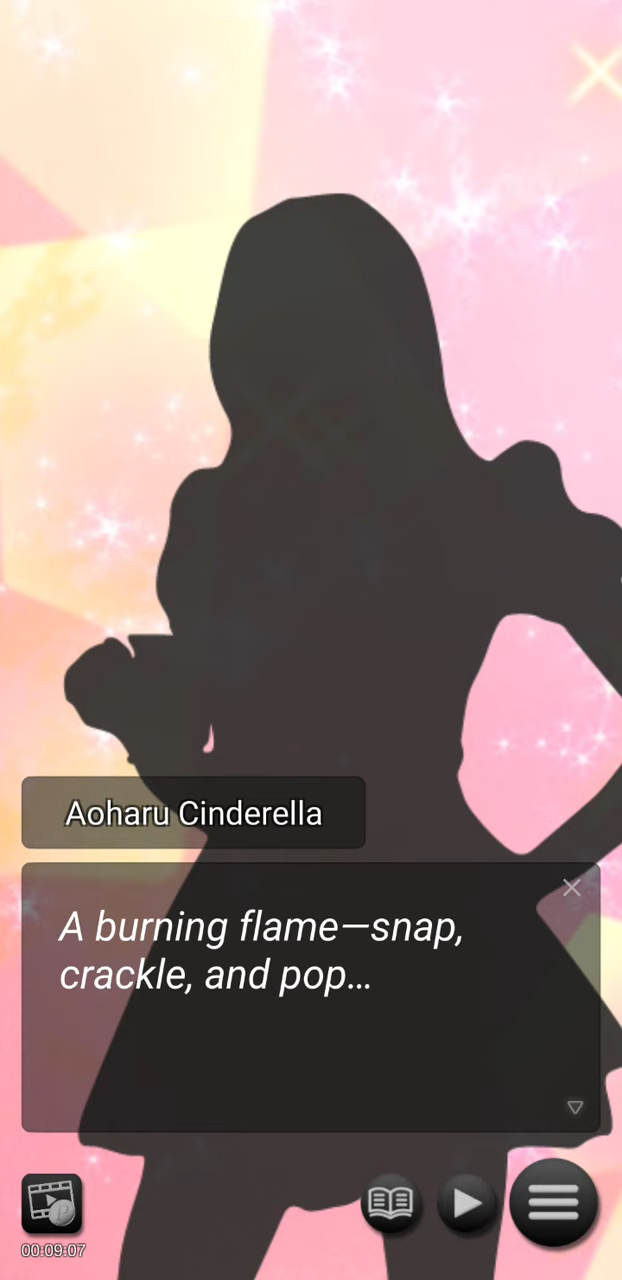 Aoharu Cinderella
A burning flame—snap,
crackle, and pop…
00:09:07